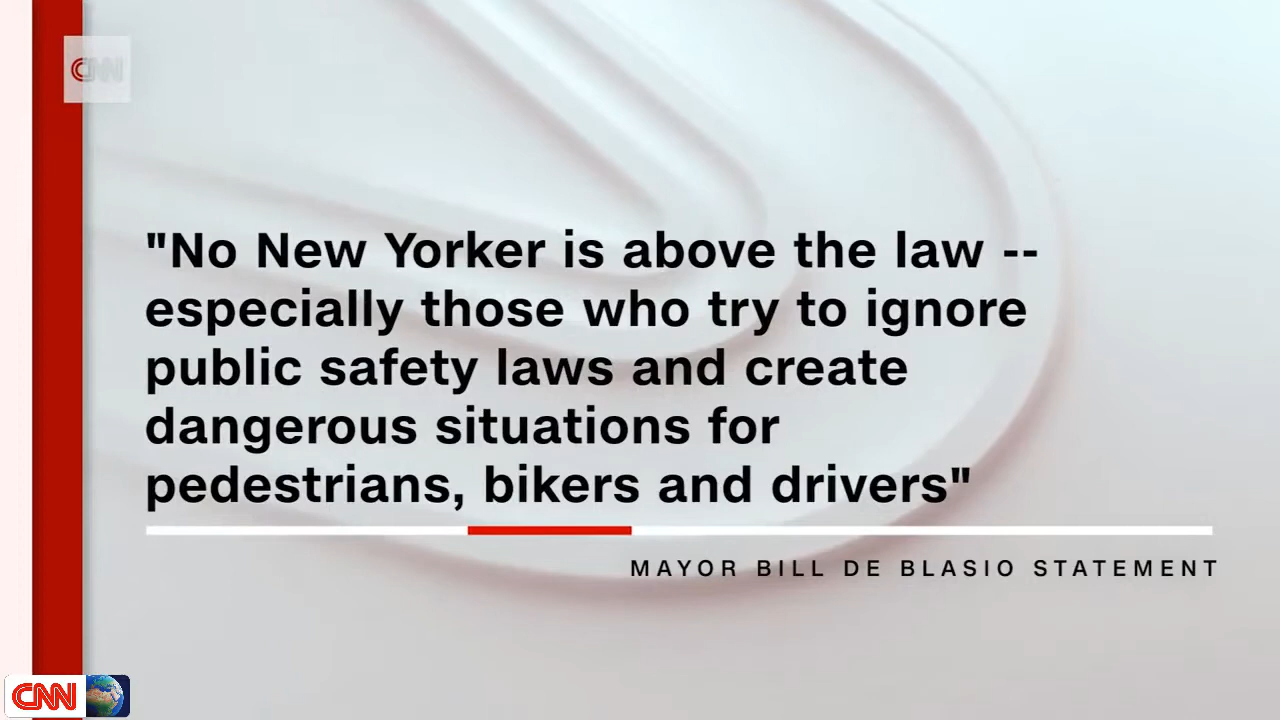 CNN
"No New Yorker is above the law --
especially those who try to ignore
public safety laws and create
dangerous situations for
pedestrians, bikers and drivers"
MAYOR BILL DE BLASIO STATEMENT
CNN